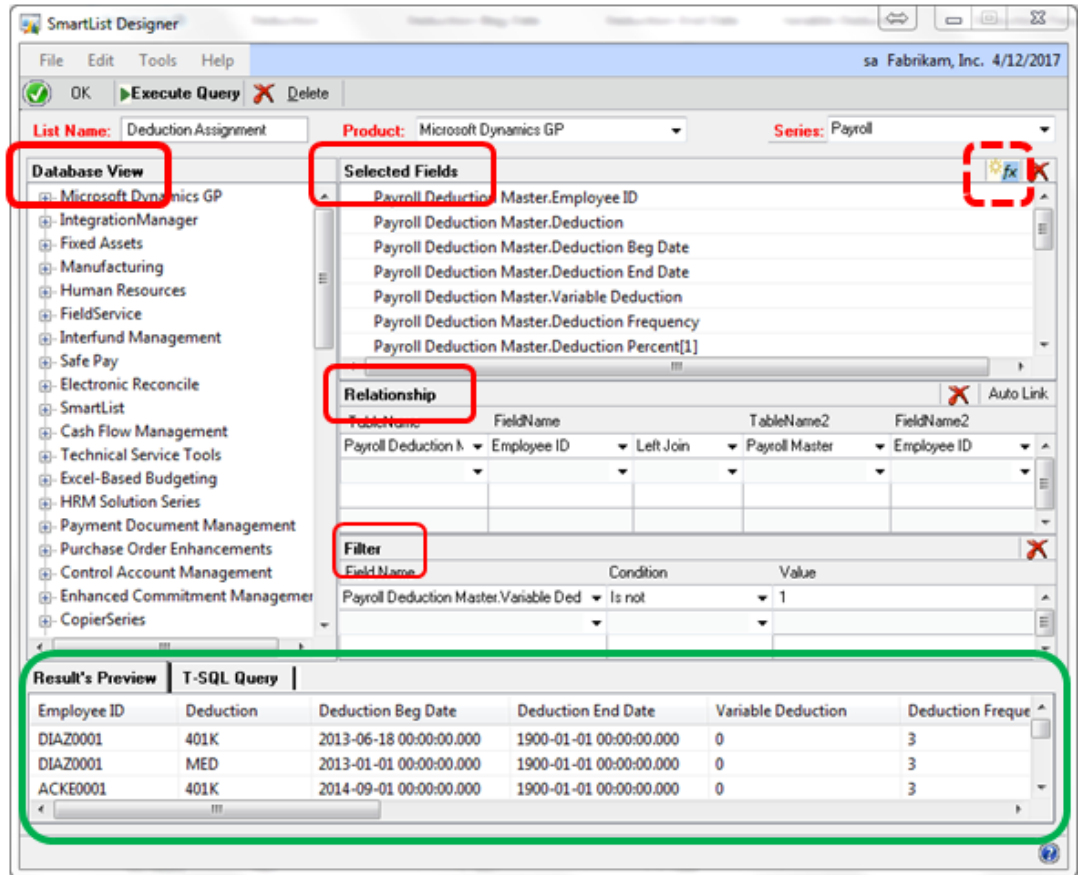 SmartList Designer
File Edit Tools Help sa Fabrikam, Inc. 4/12/2017
OK Execute Query Delete
List Name: Deduction Assignment Product: Microsoft Dynamics GP Series: Payroll
Database View
Microsoft Dynamics GP
IntegrationManager
Fixed Assets
Manufacturing
Human Resources
FieldService
Interfund Management
Safe Pay
Electronic Reconcile
SmartList
Cash Flow Management
Technical Service Tools
Excel-Based Budgeting
HRM Solution Series
Payment Document Management
Purchase Order Enhancements
Control Account Management
Enhanced Commitment Managemer
CopierSeries
Selected Fields fx
Payroll Deduction Master.Employee ID
Payroll Deduction Master.Deduction
Payroll Deduction Master.Deduction Beg Date
Payroll Deduction Master.Deduction End Date
Payroll Deduction Master.Variable Deduction
Payroll Deduction Master.Deduction Frequency
Payroll Deduction Master.Deduction Percent[1]
Relationship Auto Link
TableName FieldName TableName2 FieldName2
Payroll Deduction M Employee ID Left Join Payroll Master Employee ID
Filter
Field Name Condition Value
Payroll Deduction Master.Variable Ded Is not 1
Result's Preview T-SQL Query
Employee ID Deduction Deduction Beg Date Deduction End Date Variable Deduction Deduction Freque
DIAZ0001 401K 2013-06-18 00:00:00.000 1900-01-01 00:00:00.000 0 3
DIAZ0001 MED 2013-01-01 00:00:00.000 1900-01-01 00:00:00.000 0 3
ACKE0001 401K 2014-09-01 00:00:00.000 1900-01-01 00:00:00.000 0 3